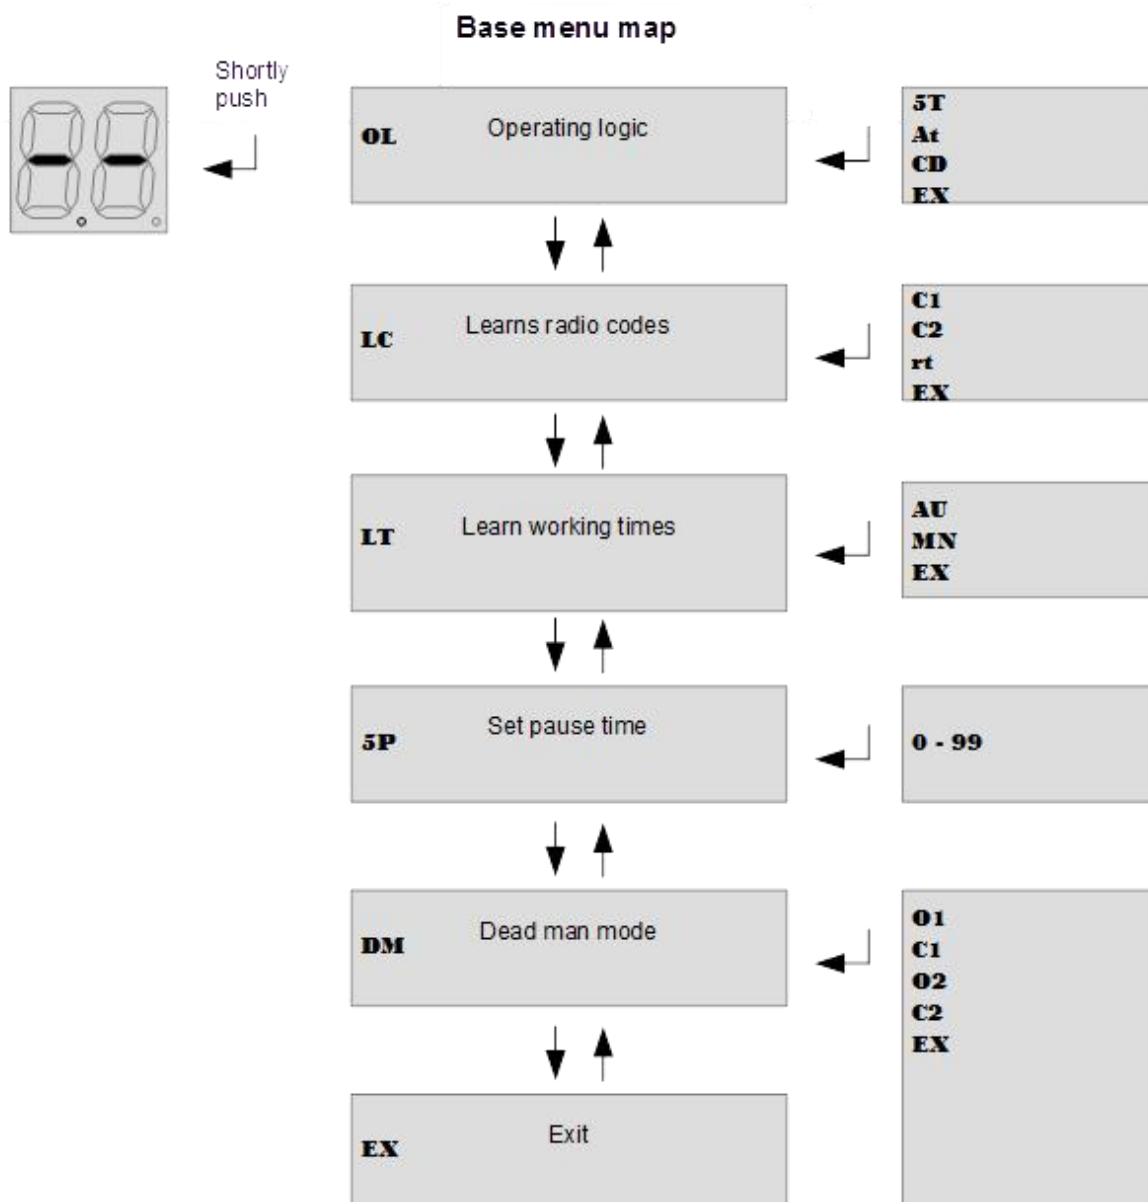 Base menu map
Shortly
push
--
OL Operating logic
5T
At
CD
EX
LC Learns radio codes
C1
C2
rt
EX
LT Learn working times
AU
MN
EX
5P Set pause time
0 - 99
DM Dead man mode
O1
C1
O2
C2
EX
EX Exit